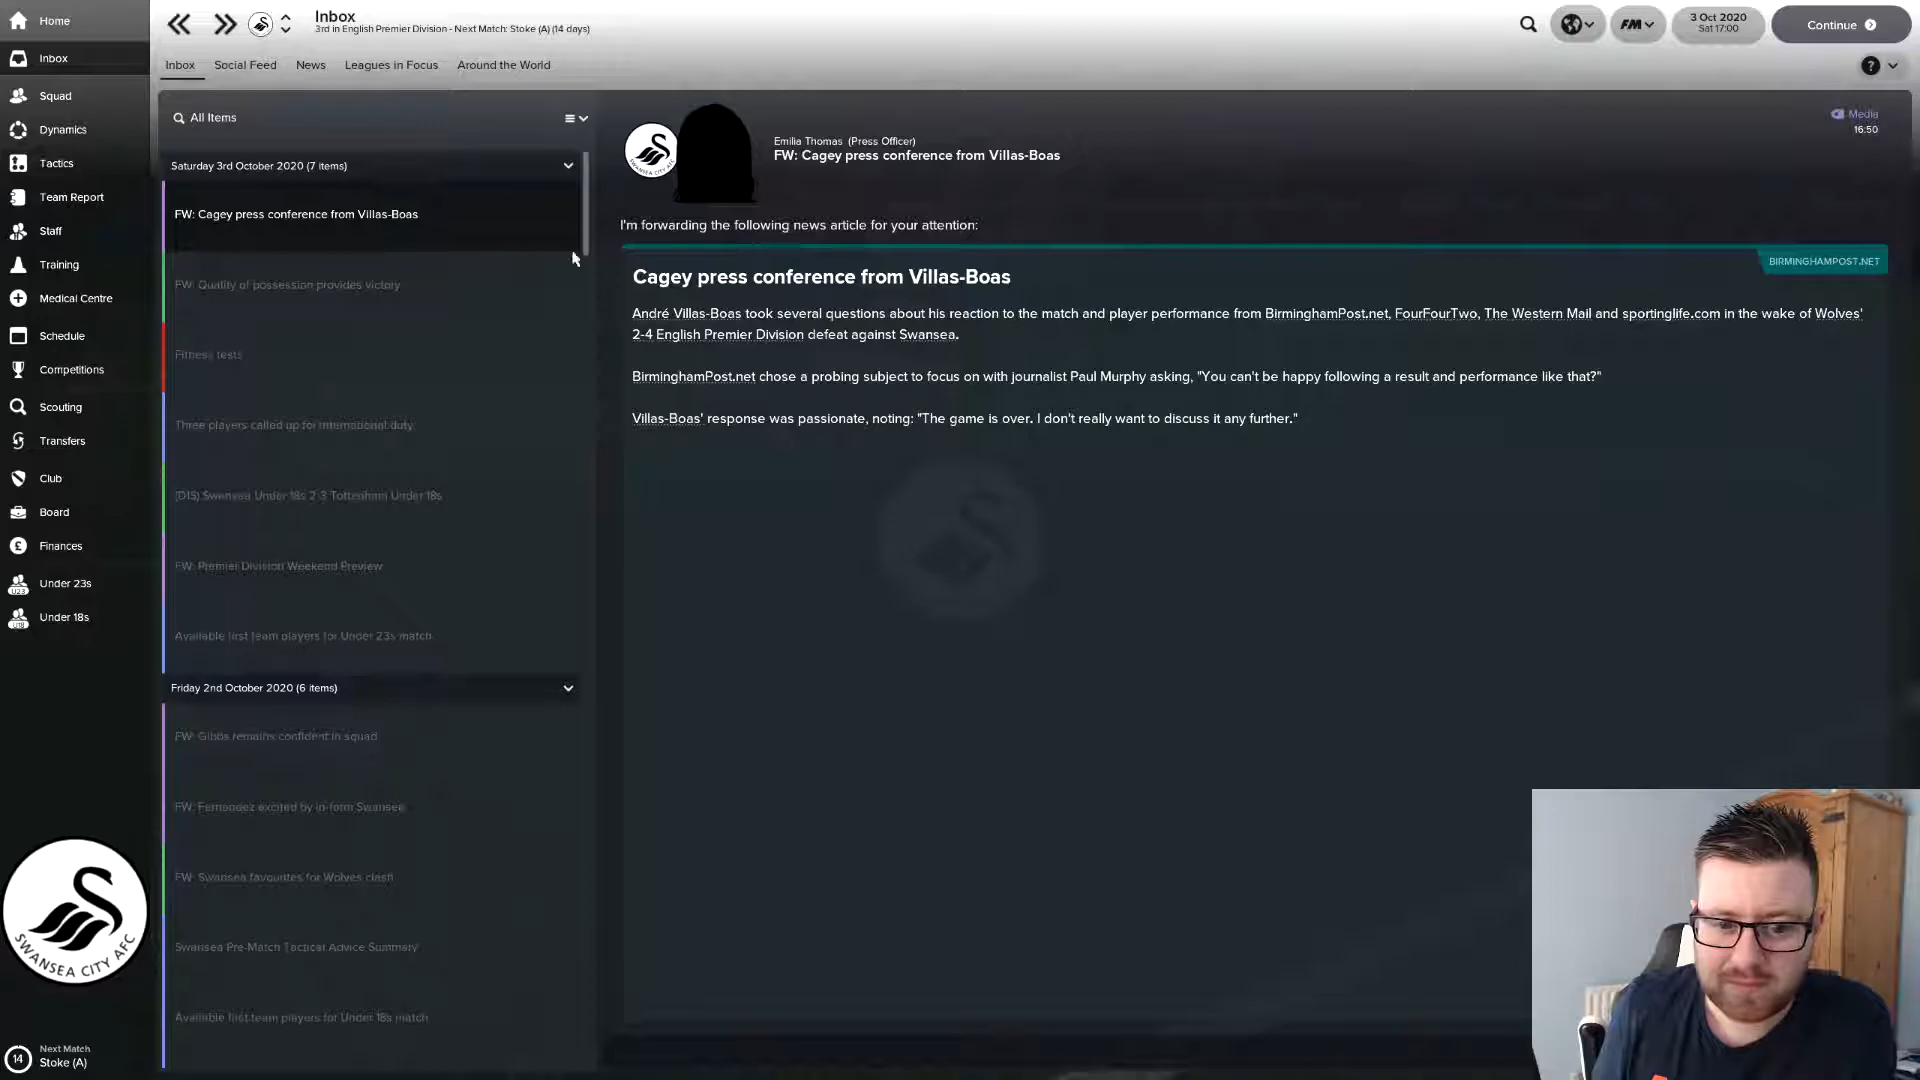 Home
Inbox
Squad
Dynamics
Tactics
Team Report
Staff
Training
Medical Centre
Schedule
Competitions
Scouting
Transfers
Club
Board
Finances
Under 23s
Under 18s
SWANSEA CITY AFC
14
Next Match
Stoke (A)
Inbox
3rd in English Premier Division - Next Match: Stoke (A) (14 days)
FM
3 Oct 2020
Sat 17:00
Continue
Inbox Social Feed News Leagues in Focus Around the World
All Items
Saturday 3rd October 2020 (7 items)
FW: Cagey press conference from Villas-Boas
FW: Quality of possession provides victory
Fitness tests
Three players called up for international duty
(DIS) Swansea Under 18s 2-3 Tottenham Under 18s
FW: Premier Division Weekend Preview
Available first team players for Under 23s match
Friday 2nd October 2020 (6 items)
FW: Gibbs remains confident in squad
FW: Fernandez excited by in-form Swansea
FW: Swansea favourites for Wolves clash
Swansea Pre-Match Tactical Advice Summary
Available first team players for Under 18s match
Emilia Thomas (Press Officer)
FW: Cagey press conference from Villas-Boas
Media
16:50
I'm forwarding the following news article for your attention:
BIRMINGHAMPOST.NET
Cagey press conference from Villas-Boas
André Villas-Boas took several questions about his reaction to the match and player performance from BirminghamPost.net, FourFourTwo, The Western Mail and sportinglife.com in the wake of Wolves'
2-4 English Premier Division defeat against Swansea.
BirminghamPost.net chose a probing subject to focus on with journalist Paul Murphy asking, "You can't be happy following a result and performance like that?"
Villas-Boas' response was passionate, noting: "The game is over. I don't really want to discuss it any further."